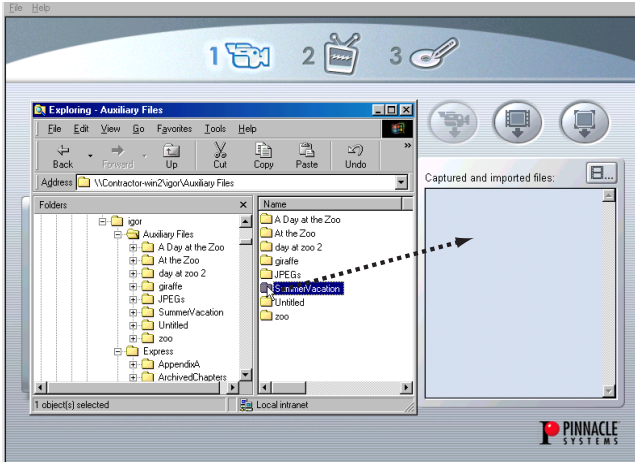 File Help
1 2 3
Exploring - Auxiliary Files
File Edit View Go Favorites Tools Help
Back Forward Up Cut Copy Paste Undo »
Address \\Contractor-win2\igor\Auxiliary Files
Folders
Name
igor
Auxiliary Files
A Day at the Zoo
At the Zoo
day at zoo 2
giraffe
JPEGs
SummerVacation
Untitled
zoo
Express
AppendixA
ArchivedChapters
A Day at the Zoo
At the Zoo
day at zoo 2
giraffe
JPEGs
SummerVacation
Untitled
zoo
1 object(s) selected
Local intranet
Captured and imported files:
PINNACLE
SYSTEMS